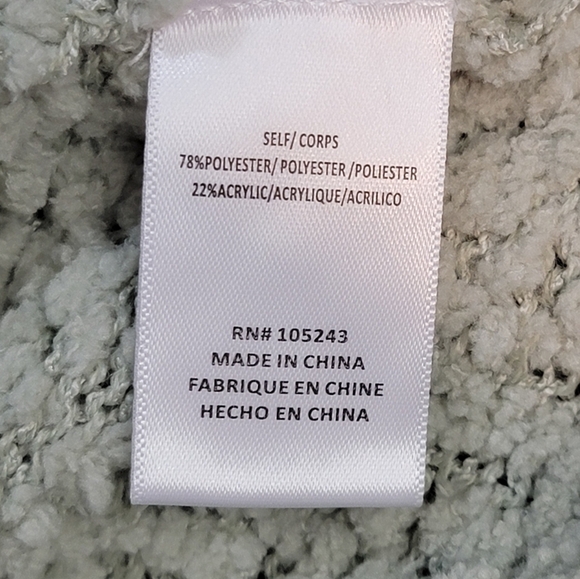 SELF/ CORPS
78%POLYESTER/ POLYESTER /POLIESTER
22%ACRYLIC/ACRYLIQUE/ACRILICO
RN# 105243
MADE IN CHINA
FABRIQUE EN CHINE
HECHO EN CHINA